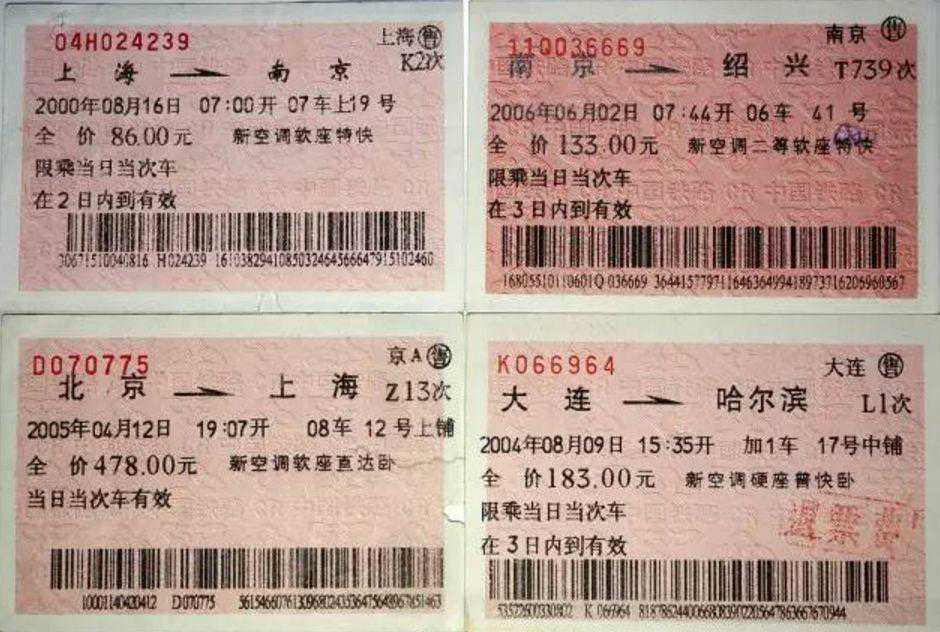 04H024239 上海 售
上海 → 南京 K2次
2000年08月16日 07:00开 07车上19号
全 价 86.00元 新空调软座特快
限乘当日当次车
在2日内到有效
11Q036669 南京 售
南京 → 绍兴 T739次
2006年06月02日 07:44开 06车 41 号
全 价 133.00元 新空调二等软座特快
限乘当日当次车
在3日内到有效
D070775 京A 售
北京 → 上海 Z13次
2005年04月12日 19:07开 08车 12号上铺
全 价 478.00元 新空调软座直达卧
当日当次车有效
10001140420412 D070775
K066964 大连 售
大连 → 哈尔滨 L1次
2004年08月09日 15:35开 加1车 17号中铺
全 价 183.00元 新空调硬座普快卧
限乘当日当次车
在3日内到有效
K 066964